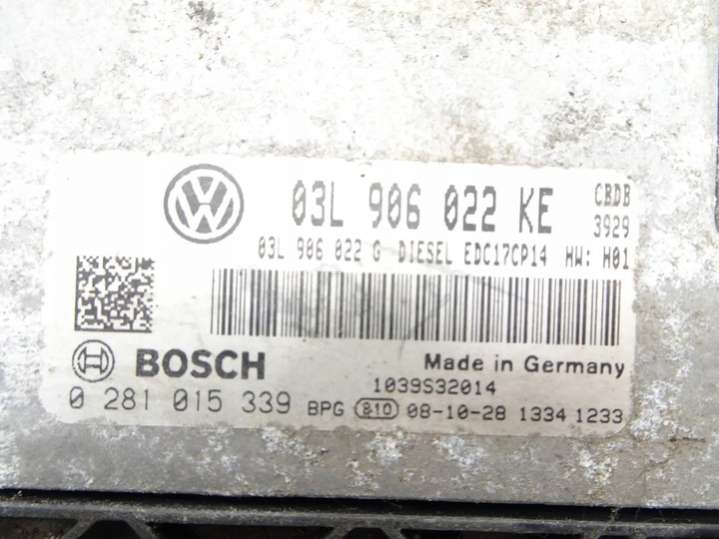 03L 906 022 KE CBDB
3929
03L 906 022 G DIESEL EDC17CP14 HW: H01
BOSCH Made in Germany
1039S32014
0 281 015 339 BPG 810 08-10-28 1334 1233